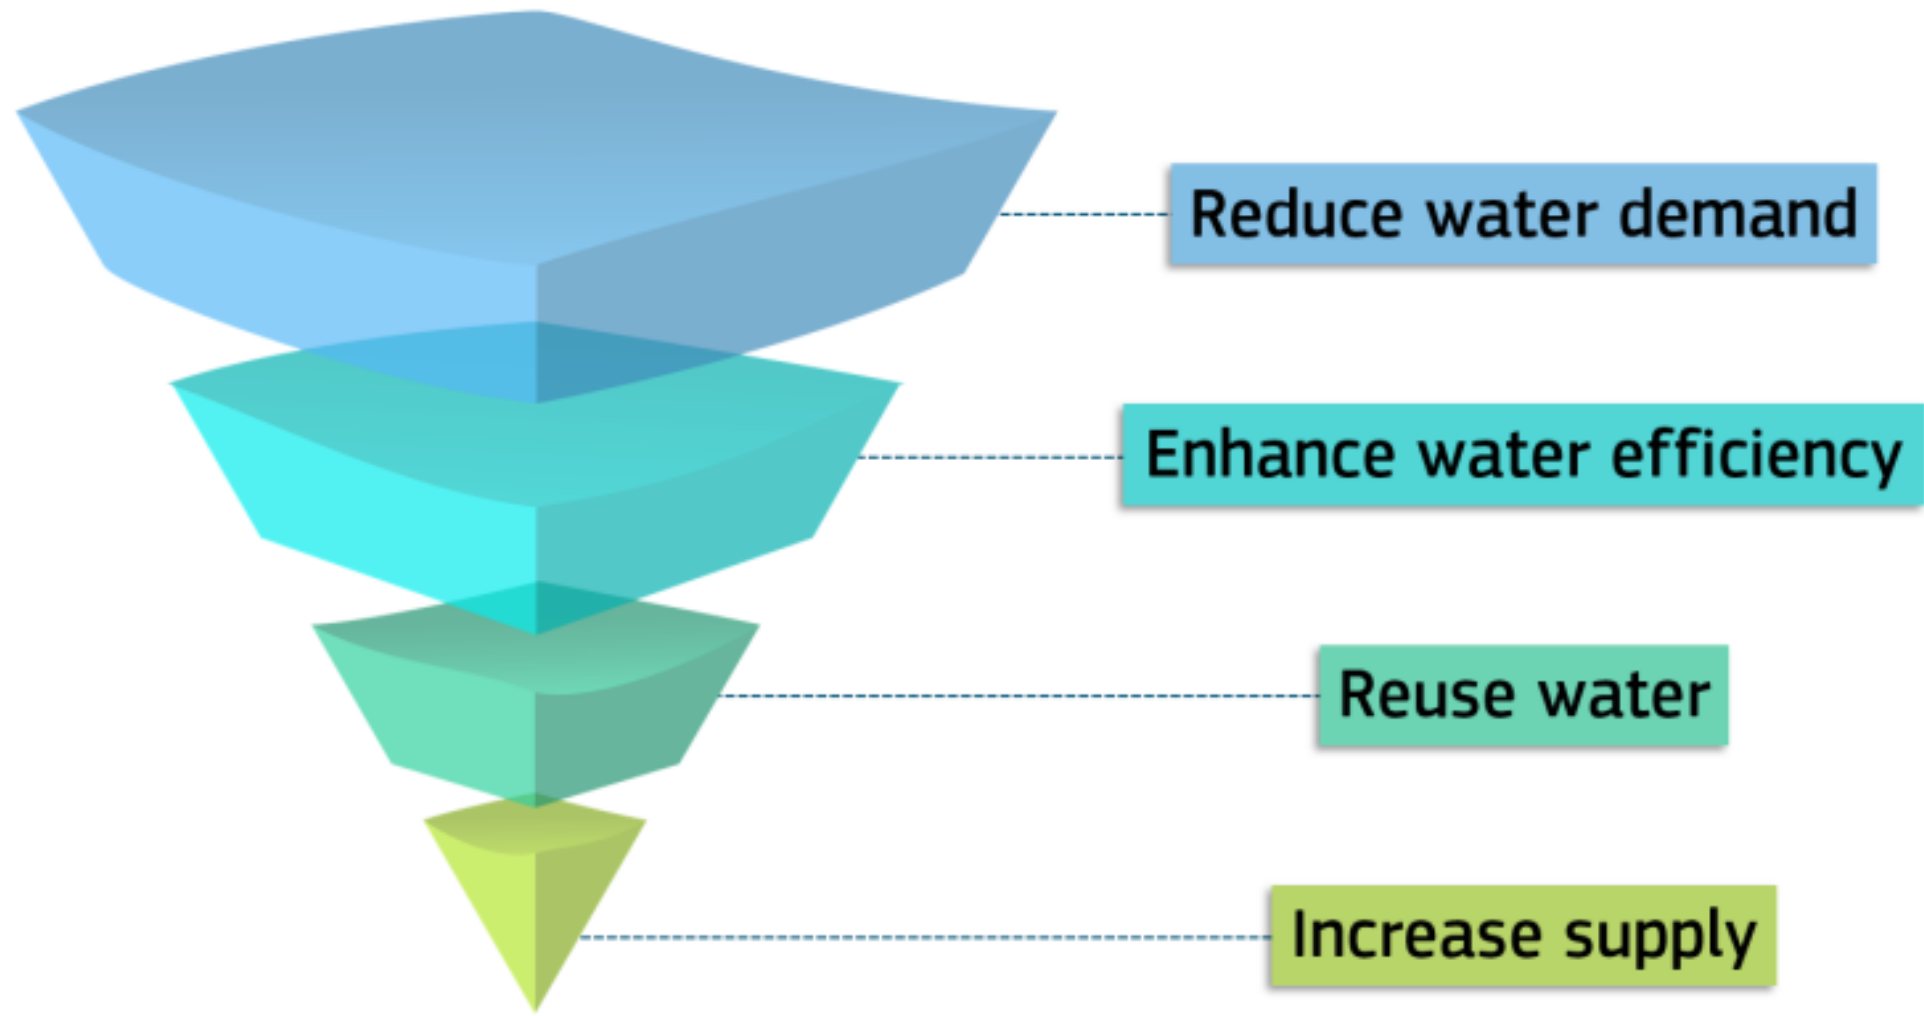 Reduce water demand
Enhance water efficiency
Reuse water
Increase supply